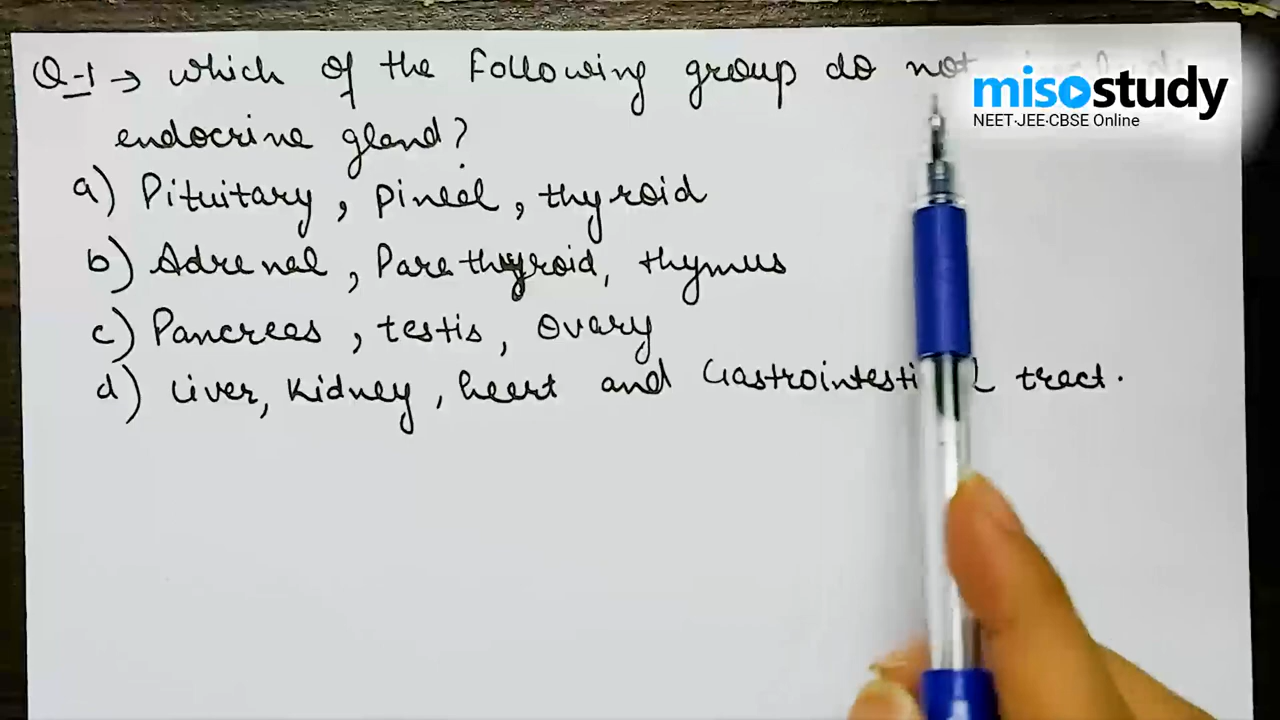 Q-1 → which of the following group do not
misostudy
NEET·JEE·CBSE Online
endocrine gland?
a) Pituitary, pineal, thyroid
b) Adrenal, Parathyroid, thymus
c) Pancreas, testis, ovary
d) Liver, Kidney, heart and tract.